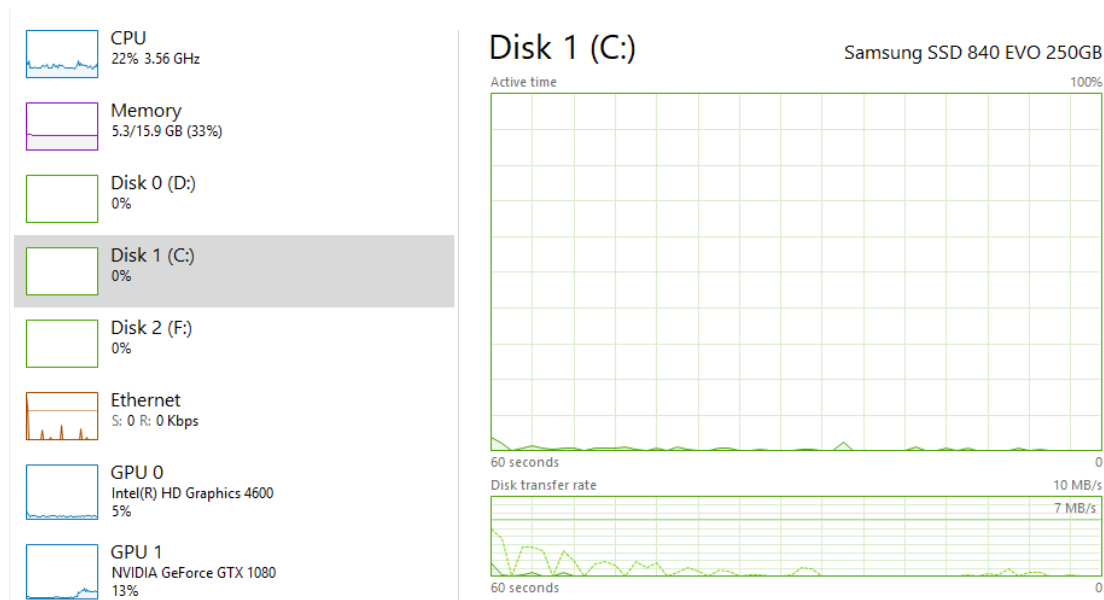 CPU
22% 3.56 GHz
Memory
5.3/15.9 GB (33%)
Disk 0 (D:)
0%
Disk 1 (C:)
0%
Disk 2 (F:)
0%
Ethernet
S: 0 R: 0 Kbps
GPU 0
Intel(R) HD Graphics 4600
5%
GPU 1
NVIDIA GeForce GTX 1080
13%
Disk 1 (C:) Samsung SSD 840 EVO 250GB
Active time 100%
60 seconds 0
Disk transfer rate 10 MB/s
7 MB/s
60 seconds 0